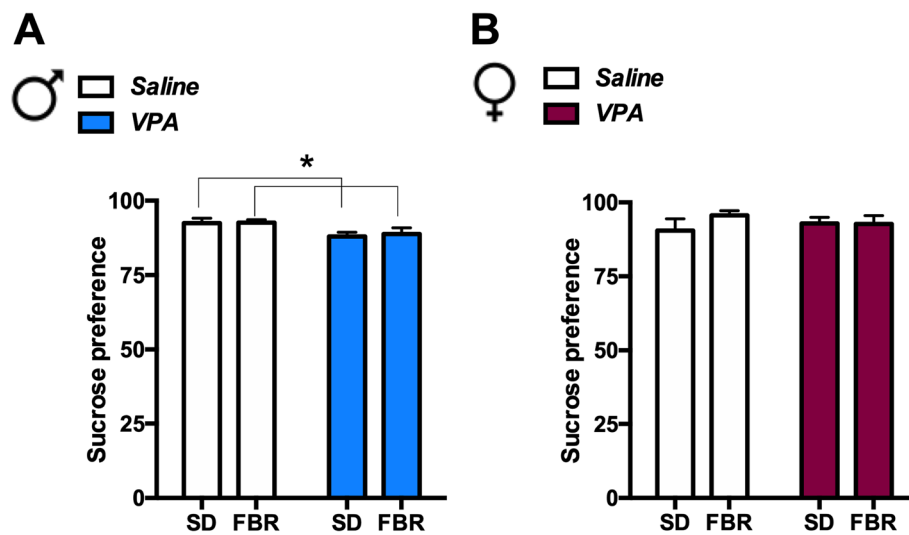 A
Saline
VPA
*
Sucrose preference
100
75
50
25
0
SD FBR SD FBR
B
Saline
VPA
Sucrose preference
100
75
50
25
0
SD FBR SD FBR